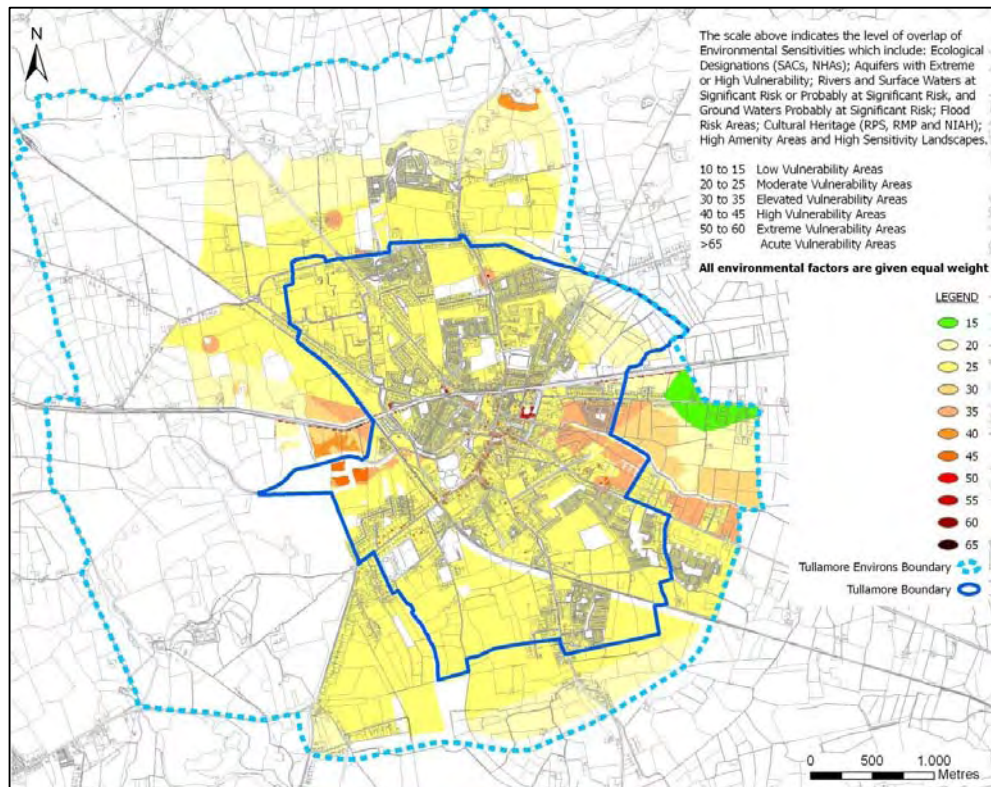 N
The scale above indicates the level of overlap of
Environmental Sensitivities which include: Ecological
Designations (SACs, NHAs); Aquifers with Extreme
or High Vulnerability; Rivers and Surface Waters at
Significant Risk or Probably at Significant Risk, and
Ground Waters Probably at Significant Risk; Flood
Risk Areas; Cultural Heritage (RPS, RMP and NIAH);
High Amenity Areas and High Sensitivity Landscapes.
10 to 15 Low Vulnerability Areas
20 to 25 Moderate Vulnerability Areas
30 to 35 Elevated Vulnerability Areas
40 to 45 High Vulnerability Areas
50 to 60 Extreme Vulnerability Areas
>65 Acute Vulnerability Areas
All environmental factors are given equal weight
LEGEND
15
20
25
30
35
40
45
50
55
60
65
Tullamore Environs Boundary
Tullamore Boundary
0 500 1.000
Metres